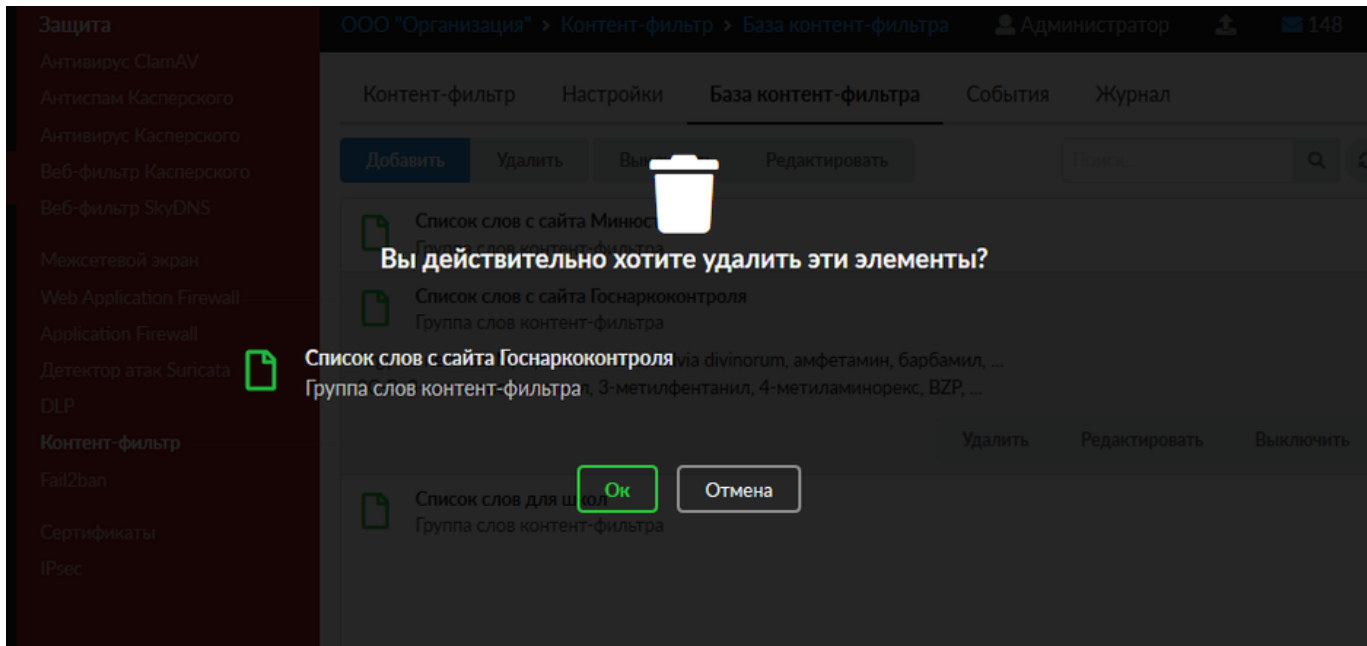 Защита
ООО "Организация" > Контент-фильтр > База контент-фильтра Администратор 148
Антивирус ClamAV
Антиспам Касперского
Антивирус Касперского
Веб-фильтр Касперского
Веб-фильтр SkyDNS
Межсетевой экран
Web Application Firewall
Application Firewall
Детектор атак Suricata
DLP
Контент-фильтр
Fail2ban
Сертификаты
IPsec
Контент-фильтр Настройки База контент-фильтра События Журнал
Добавить Удалить Редактировать Поиск...
Список слов с сайта
Группа слов контент-фильтра
Вы действительно хотите удалить эти элементы?
Список слов с сайта Госнаркоконтроля
Группа слов контент-фильтра
divinorum, амфетамин, барбамил, ...
3-метилфентанил, 4-метиламинорекс, BZP, ...
Список слов с сайта Госнаркоконтроля
Группа слов контент-фильтра
Удалить Редактировать Выключить
Ок Отмена
Список слов для школ
Группа слов контент-фильтра